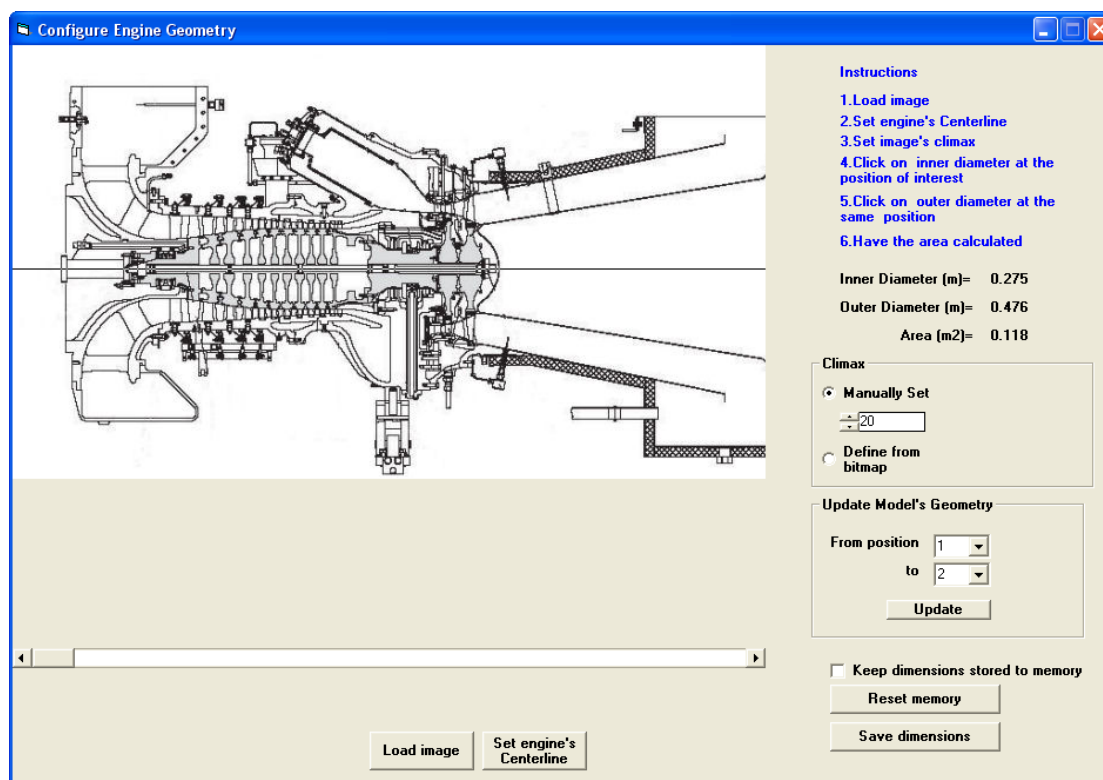 Configure Engine Geometry
Instructions
1.Load image
2.Set engine's Centerline
3.Set image's climax
4.Click on inner diameter at the
position of interest
5.Click on outer diameter at the
same position
6.Have the area calculated
Inner Diameter (m)= 0.275
Outer Diameter (m)= 0.476
Area (m2)= 0.118
Climax
Manually Set
20
Define from
bitmap
Update Model's Geometry
From position 1
to 2
Update
Keep dimensions stored to memory
Reset memory
Save dimensions
Load image
Set engine's
Centerline